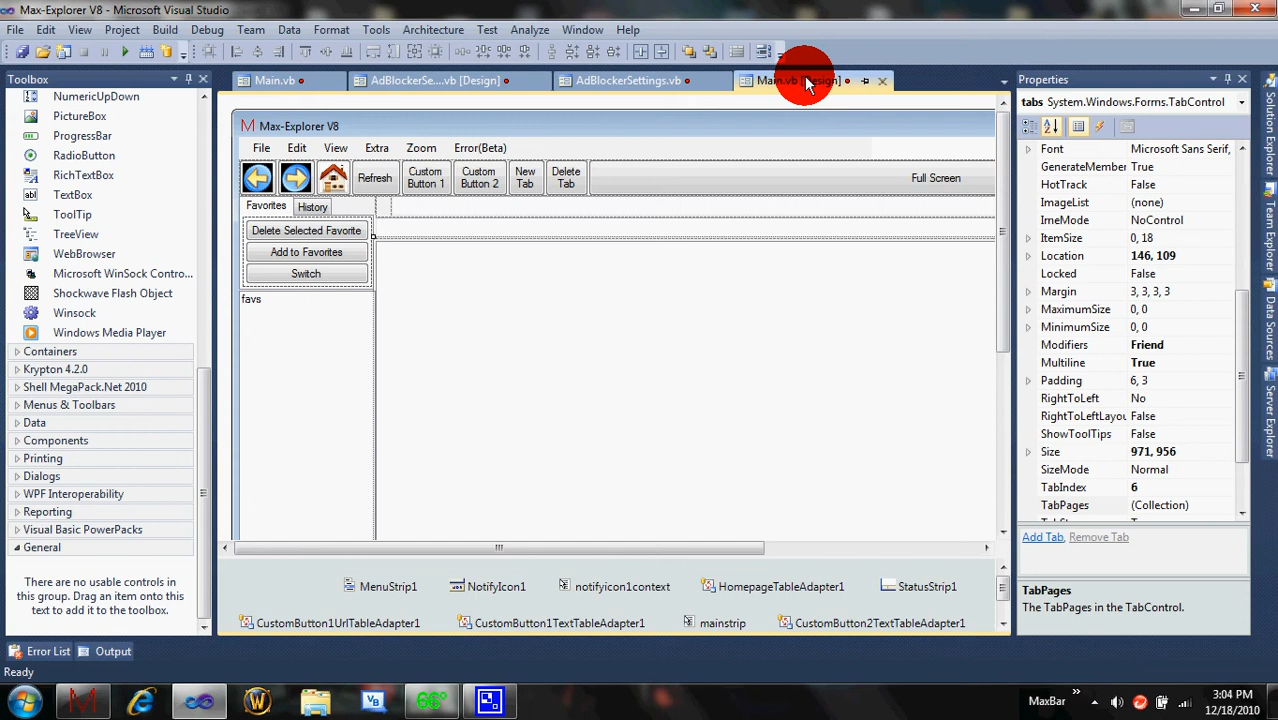 Max-Explorer V8 - Microsoft Visual Studio
File Edit View Project Build Debug Team Data Format Tools Architecture Test Analyze Window Help
Toolbox
NumericUpDown
PictureBox
ProgressBar
RadioButton
RichTextBox
TextBox
ToolTip
TreeView
WebBrowser
Microsoft WinSock Contro...
Shockwave Flash Object
Winsock
Windows Media Player
Containers
Krypton 4.2.0
Shell MegaPack.Net 2010
Menus & Toolbars
Data
Components
Printing
Dialogs
WPF Interoperability
Reporting
Visual Basic PowerPacks
General
There are no usable controls in
this group. Drag an item onto this
text to add it to the toolbox.
Main.vb AdBlockerSe....vb [Design] AdBlockerSettings.vb Main.vb [Design]
Max-Explorer V8
File Edit View Extra Zoom Error(Beta)
Refresh Custom Button 1 Custom Button 2 New Tab Delete Tab Full Screen
Favorites History
Delete Selected Favorite
Add to Favorites
Switch
favs
MenuStrip1 NotifyIcon1 notifyicon1context HomepageTableAdapter1 StatusStrip1
CustomButton1UrlTableAdapter1 CustomButton1TextTableAdapter1 mainstrip CustomButton2TextTableAdapter1
Properties
tabs System.Windows.Forms.TabControl
Font Microsoft Sans Serif,
GenerateMember True
HotTrack False
ImageList (none)
ImeMode NoControl
ItemSize 0, 18
Location 146, 109
Locked False
Margin 3, 3, 3, 3
MaximumSize 0, 0
MinimumSize 0, 0
Modifiers Friend
Multiline True
Padding 6, 3
RightToLeft No
RightToLeftLayou False
ShowToolTips False
Size 971, 956
SizeMode Normal
TabIndex 6
TabPages (Collection)
Add Tab, Remove Tab
TabPages
The TabPages in the TabControl.
Solution Explorer
Team Explorer
Data Sources
Server Explorer
Error List Output
Ready
66°
MaxBar
3:04 PM
12/18/2010